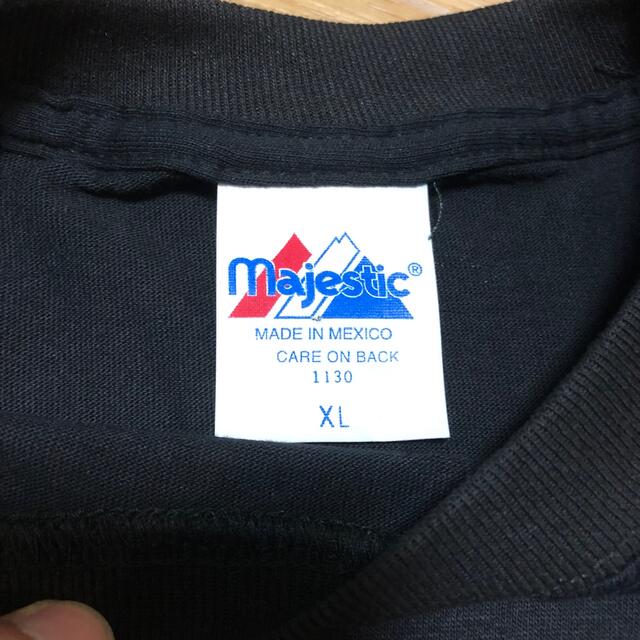 majestic®
MADE IN MEXICO
CARE ON BACK
1130
XL